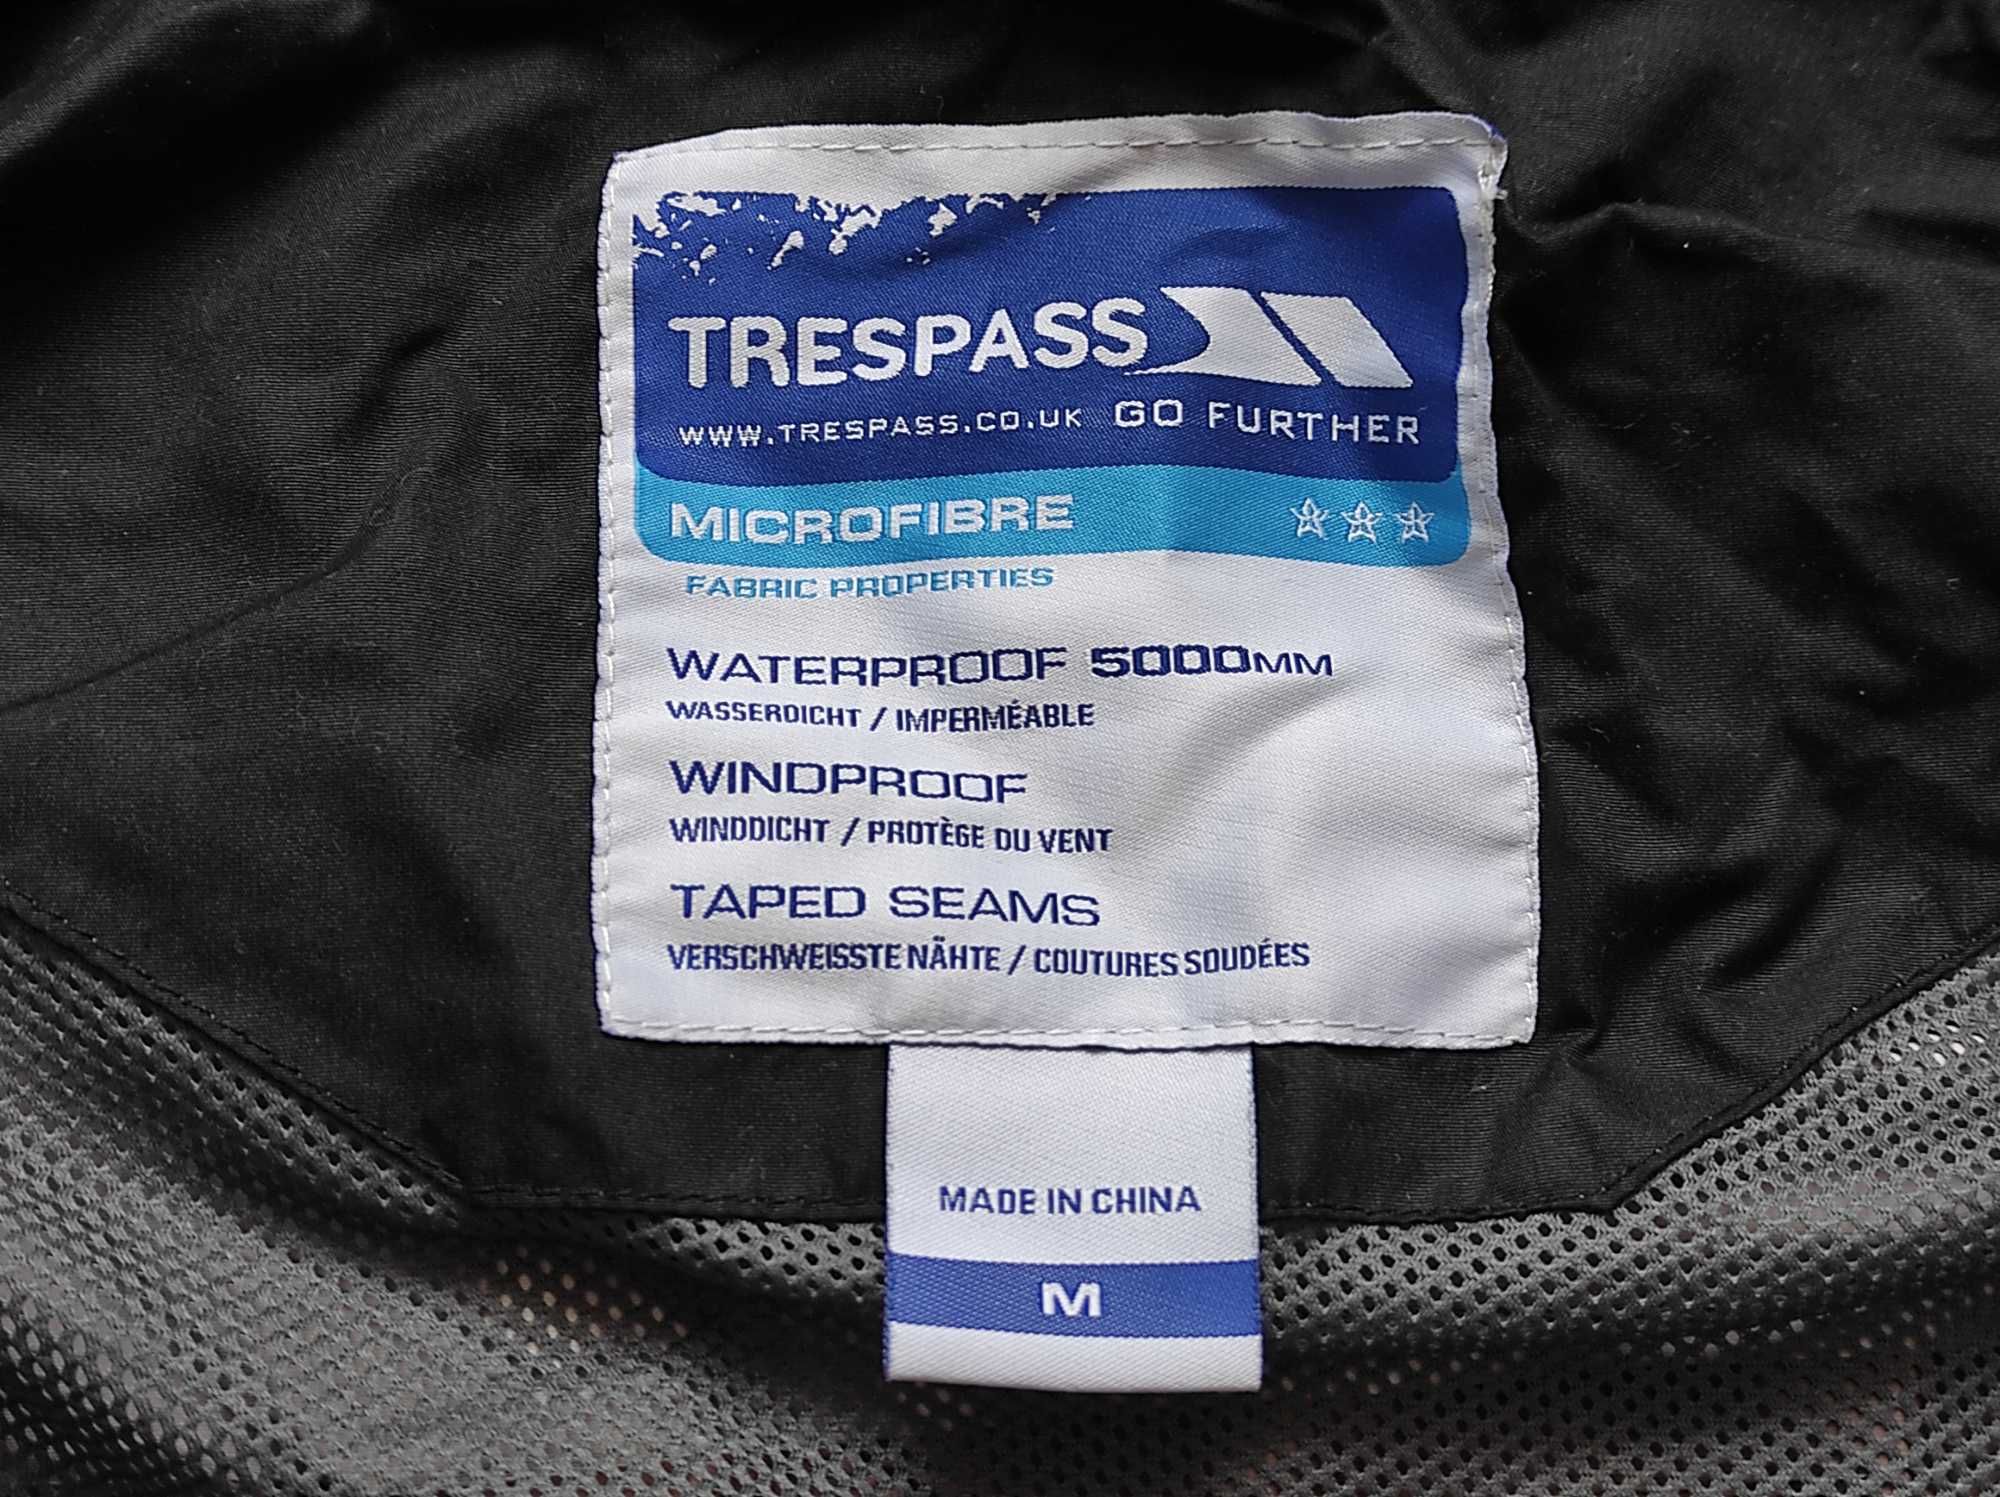 TRESPASS
WWW.TRESPASS.CO.UK GO FURTHER
MICROFIBRE
FABRIC PROPERTIES
WATERPROOF 5000MM
WASSERDICHT / IMPERMÉABLE
WINDPROOF
WINDDICHT / PROTÈGE DU VENT
TAPED SEAMS
VERSCHWEISSTE NÄHTE / COUTURES SOUDÉES
MADE IN CHINA
M